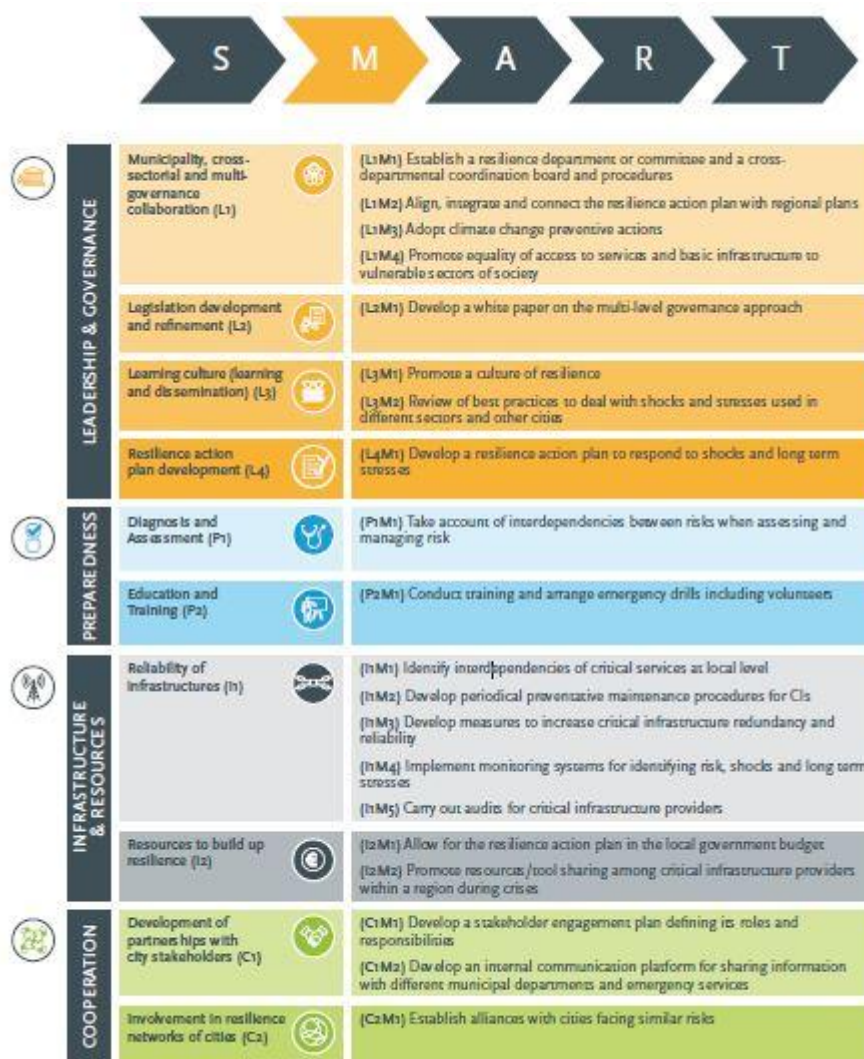 S M A R T
LEADERSHIP & GOVERNANCE
Municipality, cross-
sectorial and multi-
governance
collaboration (L1)
(L1M1) Establish a resilience department or committee and a cross-
departmental coordination board and procedures
(L1M2) Align, integrate and connect the resilience action plan with regional plans
(L1M3) Adopt climate change preventive actions
(L1M4) Promote equality of access to services and basic infrastructure to
vulnerable sectors of society
Legislation development
and refinement (L2)
(L2M1) Develop a white paper on the multi-level governance approach
Learning culture (learning
and dissemination) (L3)
(L3M1) Promote a culture of resilience
(L3M2) Review of best practices to deal with shocks and stresses used in
different sectors and other cities
Resilience action
plan development (L4)
(L4M1) Develop a resilience action plan to respond to shocks and long term
stresses
PREPAREDNESS
Diagnosis and
Assessment (P1)
(P1M1) Take account of interdependencies between risks when assessing and
managing risk
Education and
Training (P2)
(P2M1) Conduct training and arrange emergency drills including volunteers
INFRASTRUCTURE
& RESOURCES
Reliability of
infrastructures (I1)
(I1M1) Identify interdependencies of critical services at local level
(I1M2) Develop periodical preventative maintenance procedures for CIs
(I1M3) Develop measures to increase critical infrastructure redundancy and
reliability
(I1M4) Implement monitoring systems for identifying risk, shocks and long term
stresses
(I1M5) Carry out audits for critical infrastructure providers
Resources to build up
resilience (I2)
(I2M1) Allow for the resilience action plan in the local government budget
(I2M2) Promote resources/tool sharing among critical infrastructure providers
within a region during crises
COOPERATION
Development of
partnerships with
city stakeholders (C1)
(C1M1) Develop a stakeholder engagement plan defining its roles and
responsibilities
(C1M2) Develop an internal communication platform for sharing information
with different municipal departments and emergency services
Involvement in resilience
networks of cities (C2)
(C2M1) Establish alliances with cities facing similar risks